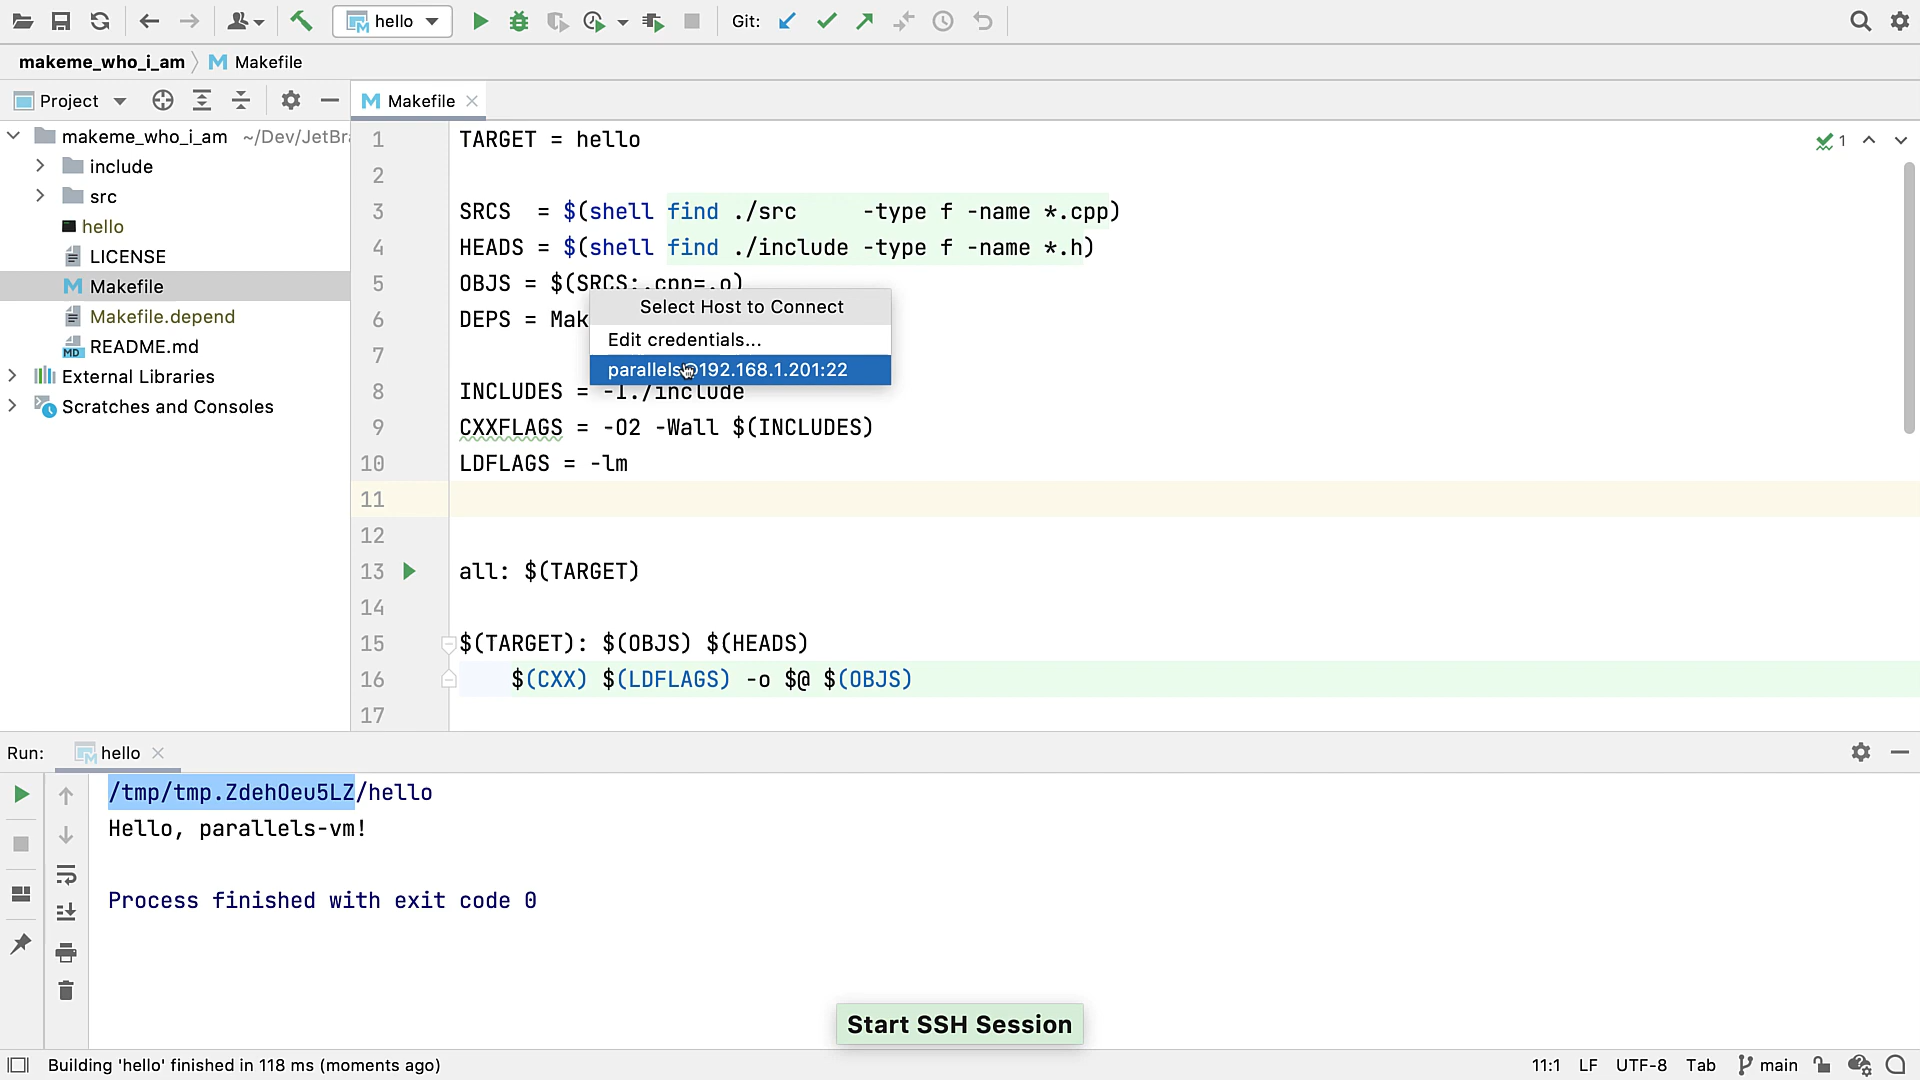 hello
Git:
makeme_who_i_am
Makefile
Project
Makefile
makeme_who_i_am ~/Dev/JetBr
include
src
hello
LICENSE
Makefile
Makefile.depend
README.md
External Libraries
Scratches and Consoles
1 TARGET = hello
2
3 SRCS = $(shell find ./src -type f -name *.cpp)
4 HEADS = $(shell find ./include -type f -name *.h)
5 OBJS = $(SRCS:.cpp=.o)
6 DEPS = Mak
7
8 INCLUDES = -I./include
9 CXXFLAGS = -O2 -Wall $(INCLUDES)
10 LDFLAGS = -lm
11
12
13 all: $(TARGET)
14
15 $(TARGET): $(OBJS) $(HEADS)
16 $(CXX) $(LDFLAGS) -o $@ $(OBJS)
17
1
Select Host to Connect
Edit credentials...
parallels@192.168.1.201:22
Run: hello
/tmp/tmp.ZdehOeu5LZ/hello
Hello, parallels-vm!
Process finished with exit code 0
Start SSH Session
Building 'hello' finished in 118 ms (moments ago)
11:1 LF UTF-8 Tab main